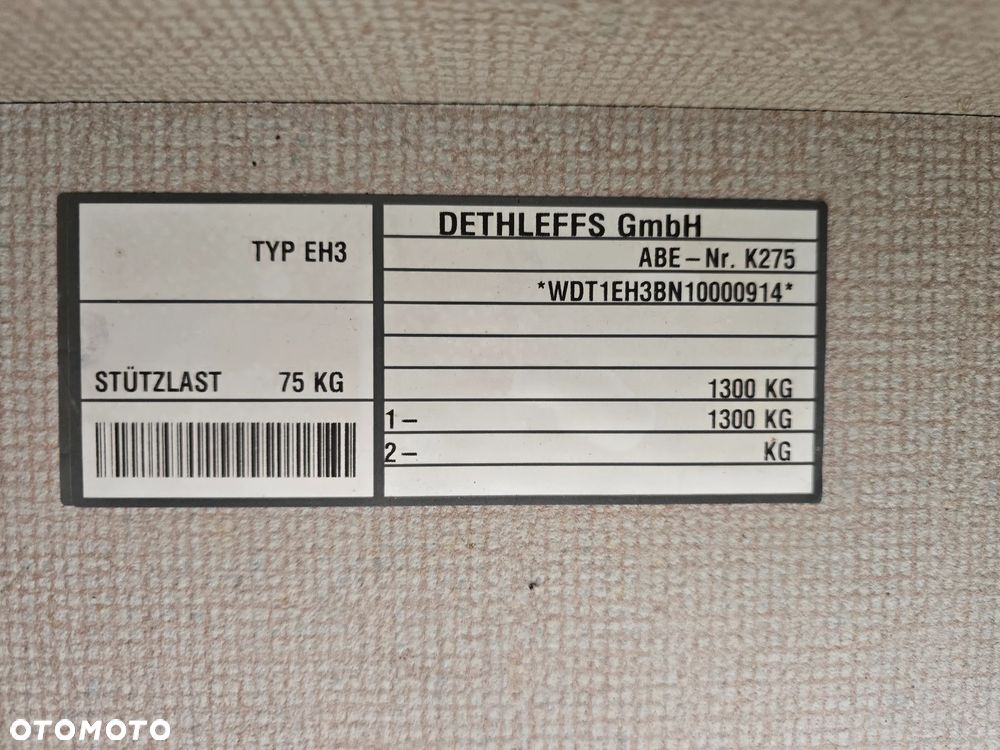 TYP EH3
STÜTZLAST 75 KG
DETHLEFFS GmbH
ABE-Nr. K275
*WDT1EH3BN10000914*
1300 KG
1- 1300 KG
2- KG
OTOMOTO